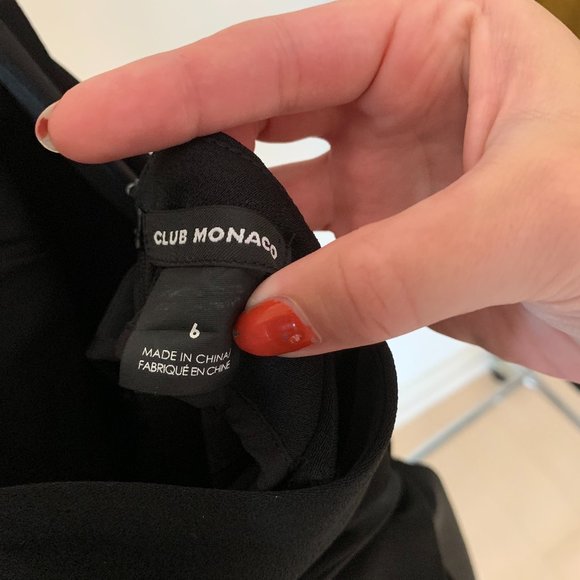 CLUB MONACO
6
MADE IN CHINA
FABRIQUÉ EN CHINE